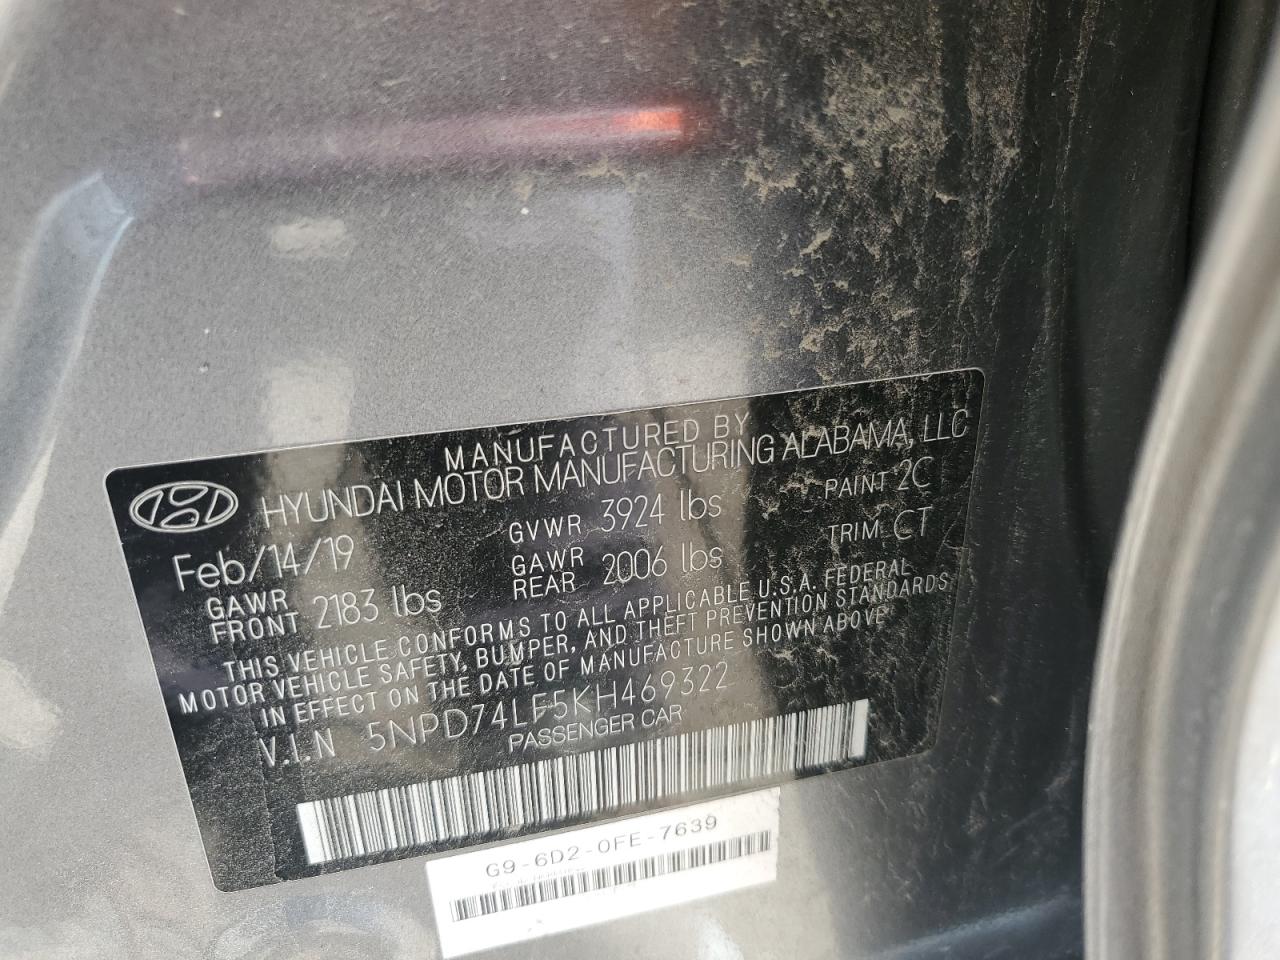 MANUFACTURED BY
HYUNDAI MOTOR MANUFACTURING ALABAMA, LLC
Feb/14/19 GVWR 3924 lbs PAINT 2C
GAWR FRONT 2183 lbs GAWR REAR 2006 lbs TRIM CT
THIS VEHICLE CONFORMS TO ALL APPLICABLE U.S.A. FEDERAL
MOTOR VEHICLE SAFETY, BUMPER, AND THEFT PREVENTION STANDARDS
IN EFFECT ON THE DATE OF MANUFACTURE SHOWN ABOVE
V.I.N 5NPD74LF5KH469322
PASSENGER CAR
G9-6D2-0FE-7639